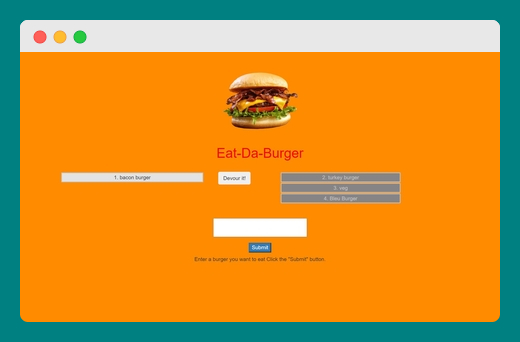 Eat-Da-Burger
1. bacon burger
Devour it!
2. turkey burger
3. veg
4. Bleu Burger
Submit
Enter a burger you want to eat Click the "Submit" button.